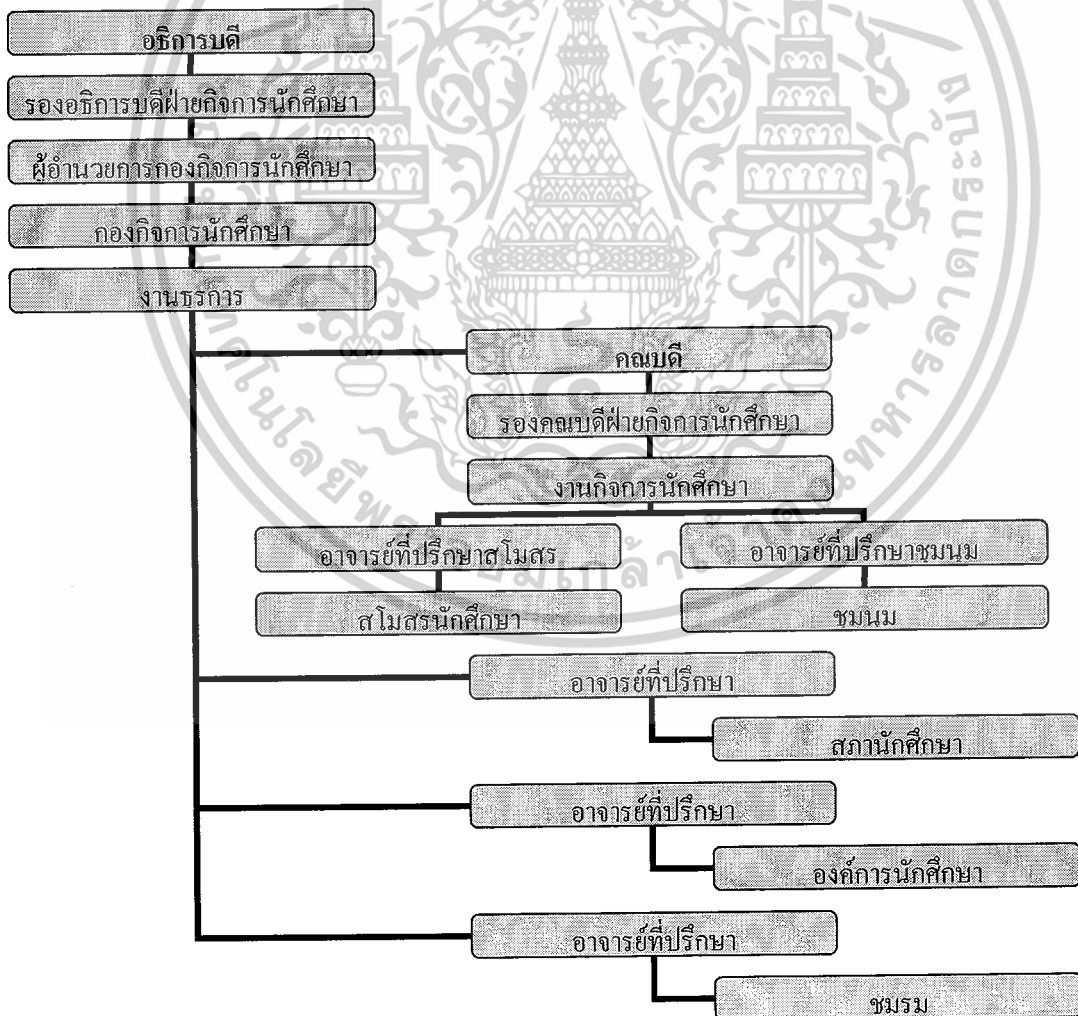 อธิการบดี
รองอธิการบดีฝ่ายกิจการนักศึกษา
ผู้อำนวยการกองกิจการนักศึกษา
กองกิจการนักศึกษา
งานธุรการ
คณบดี
รองคณบดีฝ่ายกิจการนักศึกษา
งานกิจการนักศึกษา
อาจารย์ที่ปรึกษาสโมสร
อาจารย์ที่ปรึกษาชุมนุม
สโมสรนักศึกษา
ชุมนุม
อาจารย์ที่ปรึกษา
สภานักศึกษา
อาจารย์ที่ปรึกษา
องค์การนักศึกษา
อาจารย์ที่ปรึกษา
ชมรม